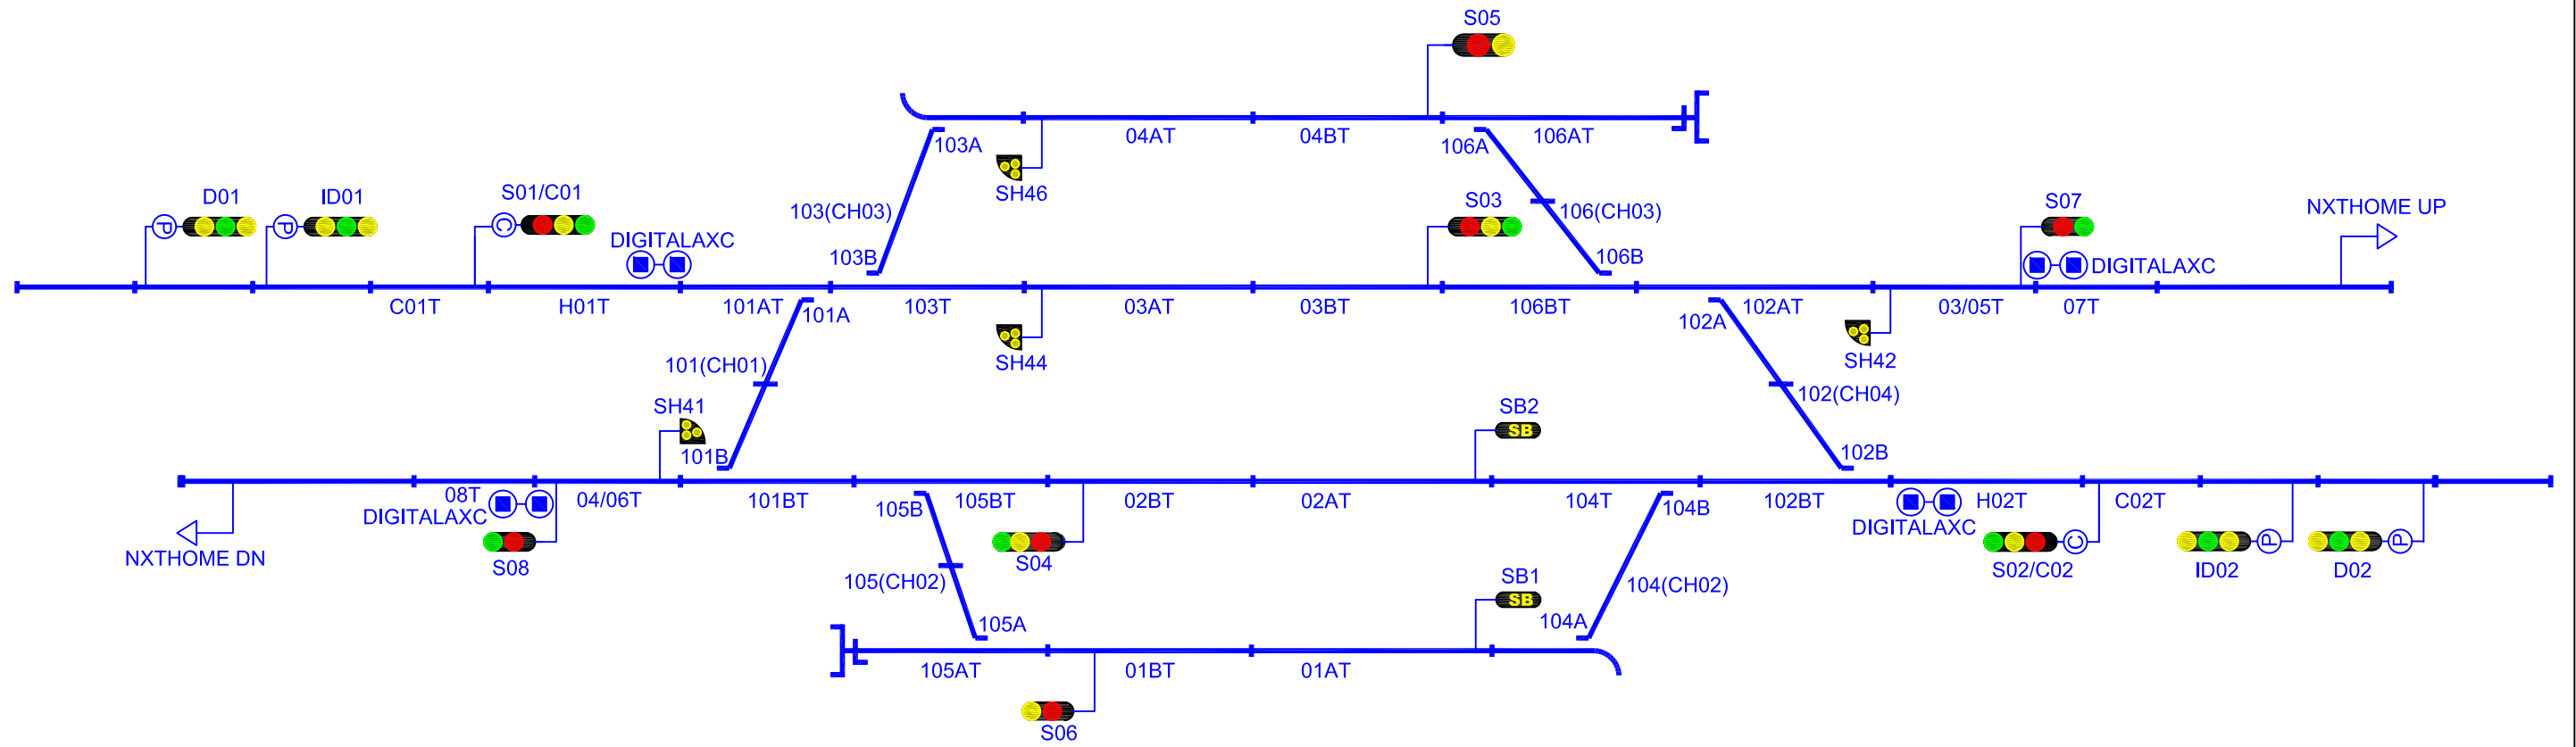 S05
103A
04AT
04BT
106A
106AT
SH46
D01
ID01
S01/C01
P
P
C
DIGITALAXC
103(CH03)
103B
S03
106(CH03)
106B
S07
DIGITALAXC
NXTHOME UP
C01T
H01T
101AT
101A
103T
03AT
03BT
106BT
102A
102AT
03/05T
07T
SH44
SH42
101(CH01)
102(CH04)
SH41
101B
SB2
SB
102B
08T
DIGITALAXC
04/06T
101BT
105B
105BT
02BT
02AT
104T
104B
102BT
DIGITALAXC
H02T
C02T
NXTHOME DN
S08
S04
C
S02/C02
P
ID02
P
D02
105(CH02)
SB1
SB
104(CH02)
105A
104A
105AT
01BT
01AT
S06